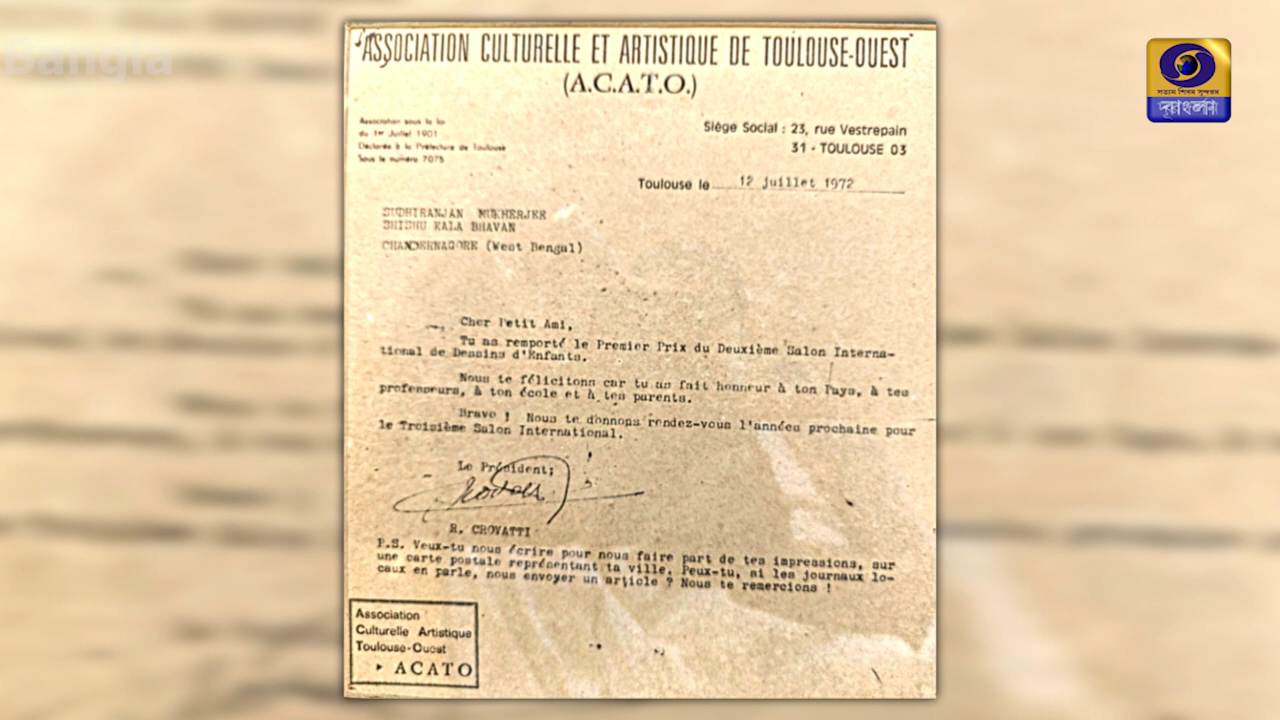 Bangla
সত্যম শিবম সুন্দরম
বাংলা
ASSOCIATION CULTURELLE ET ARTISTIQUE DE TOULOUSE-OUEST
(A.C.A.T.O.)
Association sous la loi
du 1er Juillet 1901
Déclarée à la Préfecture de Toulouse
Sous le numéro 7075
Siège Social : 23, rue Vestrepain
31 - TOULOUSE 03
Toulouse le 12 juillet 1972
SUDHIRANJAN MUKHERJEE
SHISHU KALA BHAVAN
CHANDERNAGORE (West Bengal)
Cher Petit Ami,
Tu as remporté le Premier Prix du Deuxième Salon Interna-
tional de Dessins d'Enfants.
Nous te félicitons car tu as fait honneur à ton Pays, à tes
professeurs, à ton école et à tes parents.
Bravo ! Nous te donnons rendez-vous l'années prochaine pour
le Troisième Salon International.
Le Président;
R. CROVATTI
P.S. Veux-tu nous écrire pour nous faire part de tes impressions, sur
une carte postale représentant ta ville. Peux-tu, si les journaux lo-
caux en parle, nous envoyer un article ? Nous te remercions !
Association
Culturelle Artistique
Toulouse-Ouest
ACATO